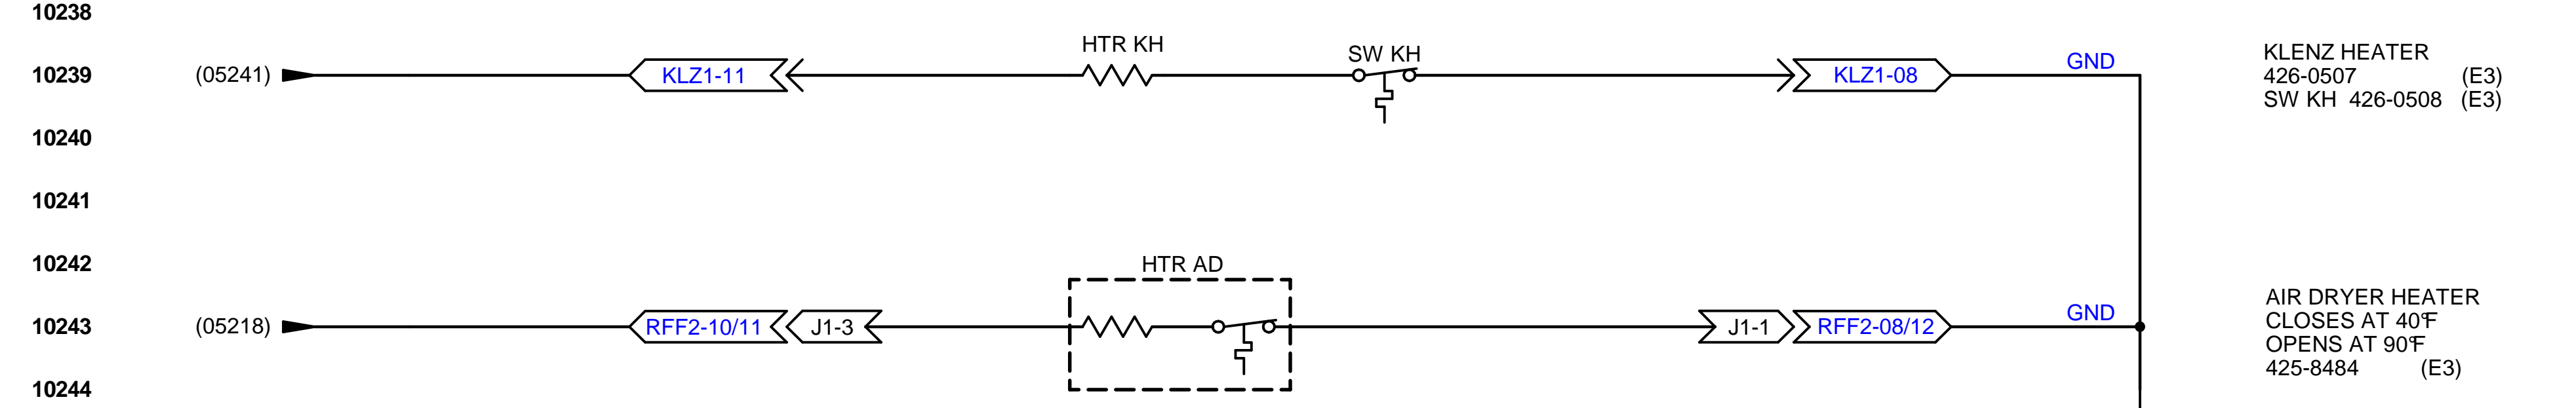 10238
HTR KH
SW KH
10239 (05241) KLZ1-11 KLZ1-08 GND
KLENZ HEATER
426-0507 (E3)
SW KH 426-0508 (E3)
10240
10241
10242
HTR AD
10243 (05218) RFF2-10/11 J1-3 J1-1 RFF2-08/12 GND
AIR DRYER HEATER
CLOSES AT 40°F
OPENS AT 90°F
425-8484 (E3)
10244